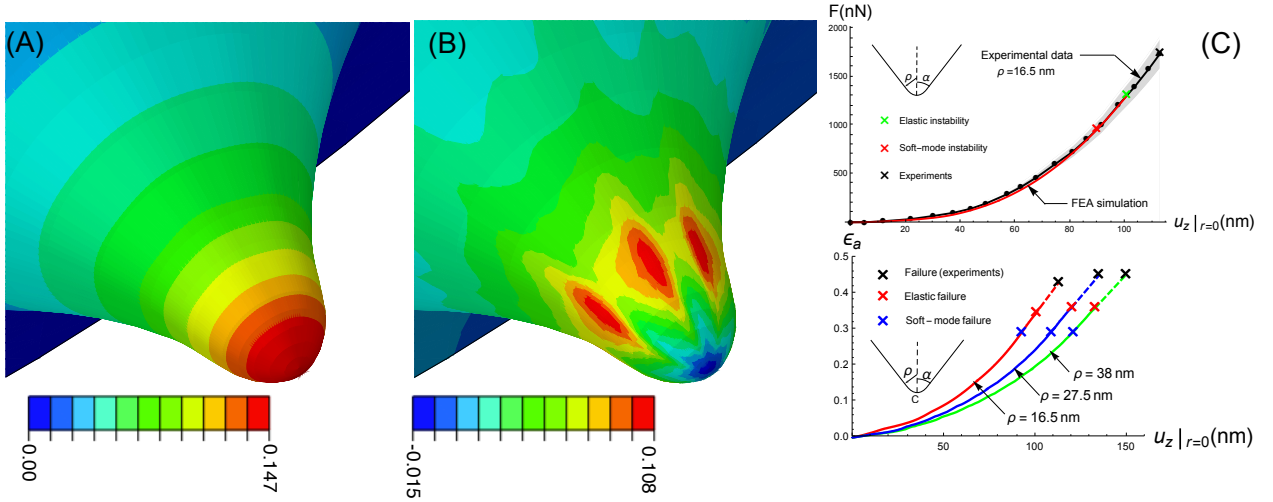 (A)
0.00
0.147
(B)
-0.015
0.108
(C)
F(nN)
2000
1500
1000
500
0
0
20
40
60
80
100
u_z|_{r=0}(nm)
Experimental data
ρ=16.5 nm
ρ
α
Elastic instability
Soft-mode instability
Experiments
FEA simulation
ϵ_a
0.5
0.4
0.3
0.2
0.1
0.0
50
100
150
u_z|_{r=0}(nm)
Failure (experiments)
Elastic failure
Soft-mode failure
ρ
α
C
ρ = 38 nm
ρ = 27.5 nm
ρ = 16.5 nm